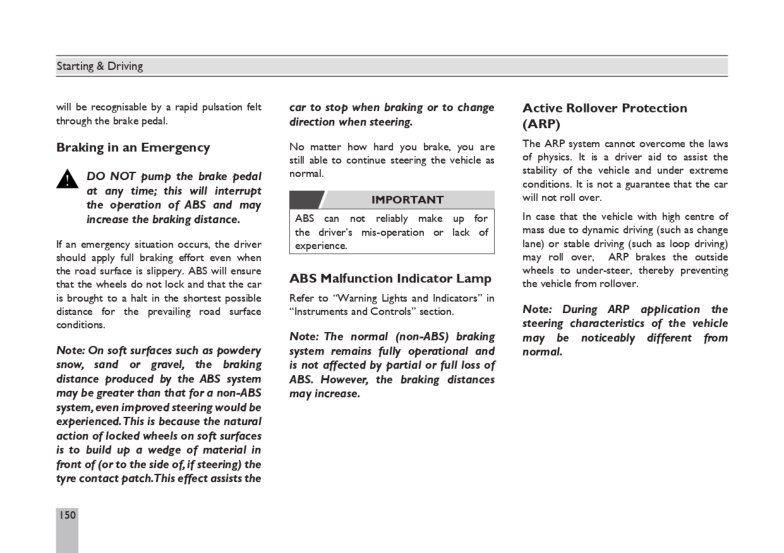 Starting & Driving
will be recognisable by a rapid pulsation felt
through the brake pedal.
Braking in an Emergency
DO NOT pump the brake pedal
at any time; this will interrupt
the operation of ABS and may
increase the braking distance.
If an emergency situation occurs, the driver
should apply full braking effort even when
the road surface is slippery. ABS will ensure
that the wheels do not lock and that the car
is brought to a halt in the shortest possible
distance for the prevailing road surface
conditions.
Note: On soft surfaces such as powdery
snow, sand or gravel, the braking
distance produced by the ABS system
may be greater than that for a non-ABS
system, even improved steering would be
experienced. This is because the natural
action of locked wheels on soft surfaces
is to build up a wedge of material in
front of (or to the side of, if steering) the
tyre contact patch. This effect assists the
car to stop when braking or to change
direction when steering.
No matter how hard you brake, you are
still able to continue steering the vehicle as
normal.
IMPORTANT
ABS can not reliably make up for
the driver's mis-operation or lack of
experience.
ABS Malfunction Indicator Lamp
Refer to "Warning Lights and Indicators" in
"Instruments and Controls" section.
Note: The normal (non-ABS) braking
system remains fully operational and
is not affected by partial or full loss of
ABS. However, the braking distances
may increase.
Active Rollover Protection
(ARP)
The ARP system cannot overcome the laws
of physics. It is a driver aid to assist the
stability of the vehicle and under extreme
conditions. It is not a guarantee that the car
will not roll over.
In case that the vehicle with high centre of
mass due to dynamic driving (such as change
lane) or stable driving (such as loop driving)
may roll over, ARP brakes the outside
wheels to under-steer, thereby preventing
the vehicle from rollover.
Note: During ARP application the
steering characteristics of the vehicle
may be noticeably different from
normal.
150